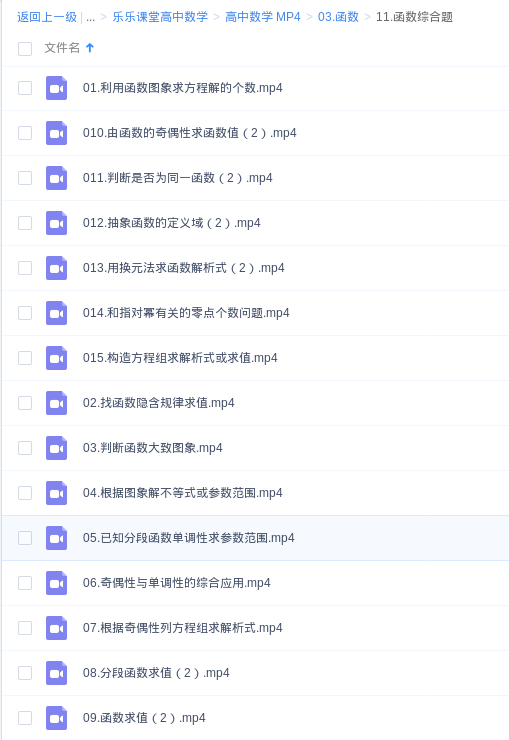 返回上一级 | ... > 乐乐课堂高中数学 > 高中数学 MP4 > 03.函数 > 11.函数综合题
文件名
01.利用函数图象求方程解的个数.mp4
010.由函数的奇偶性求函数值（2）.mp4
011.判断是否为同一函数（2）.mp4
012.抽象函数的定义域（2）.mp4
013.用换元法求函数解析式（2）.mp4
014.和指对幂有关的零点个数问题.mp4
015.构造方程组求解析式或求值.mp4
02.找函数隐含规律求值.mp4
03.判断函数大致图象.mp4
04.根据图象解不等式或参数范围.mp4
05.已知分段函数单调性求参数范围.mp4
06.奇偶性与单调性的综合应用.mp4
07.根据奇偶性列方程组求解析式.mp4
08.分段函数求值（2）.mp4
09.函数求值（2）.mp4